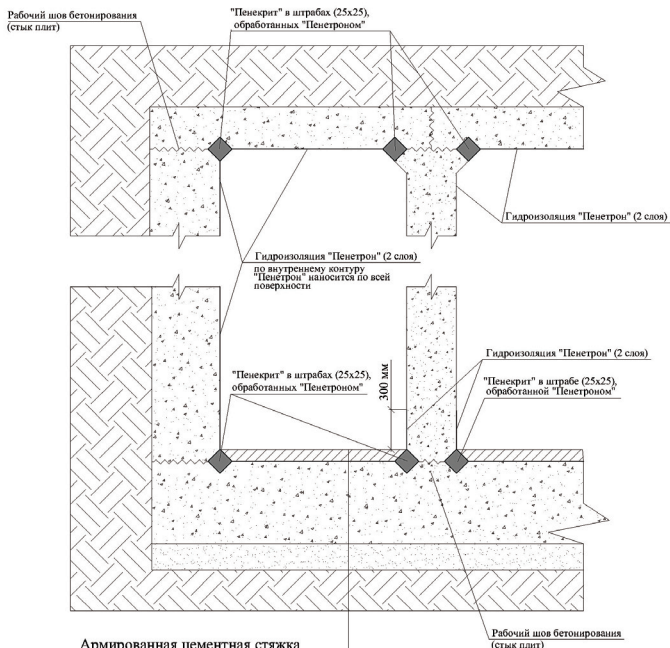 Рабочий шов бетонирования
(стык плит)
"Пенекрит" в штрабах (25х25),
обработанных "Пенетроном"
Гидроизоляция "Пенетрон" (2 слоя)
Гидроизоляция "Пенетрон" (2 слоя)
по внутреннему контуру
"Пенетрон" наносится по всей
поверхности
"Пенекрит" в штрабах (25х25),
обработанных "Пенетроном"
300 мм
Гидроизоляция "Пенетрон" (2 слоя)
"Пенекрит" в штрабе (25х25),
обработанной "Пенетроном"
Рабочий шов бетонирования
(стык плит)
Армированная цементная стяжка